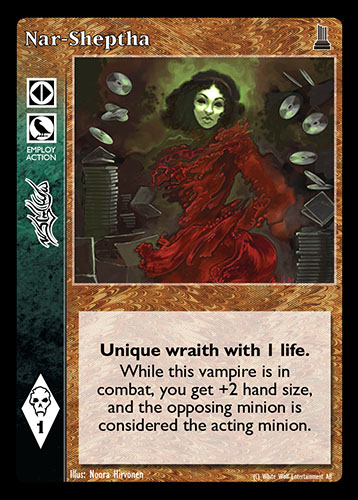 Nar-Sheptha
EMPLOY
ACTION
1
Unique wraith with 1 life.
While this vampire is in
combat, you get +2 hand size,
and the opposing minion is
considered the acting minion.
Illus: Noora Hirvonen
(C) White Wolf Entertainment AB